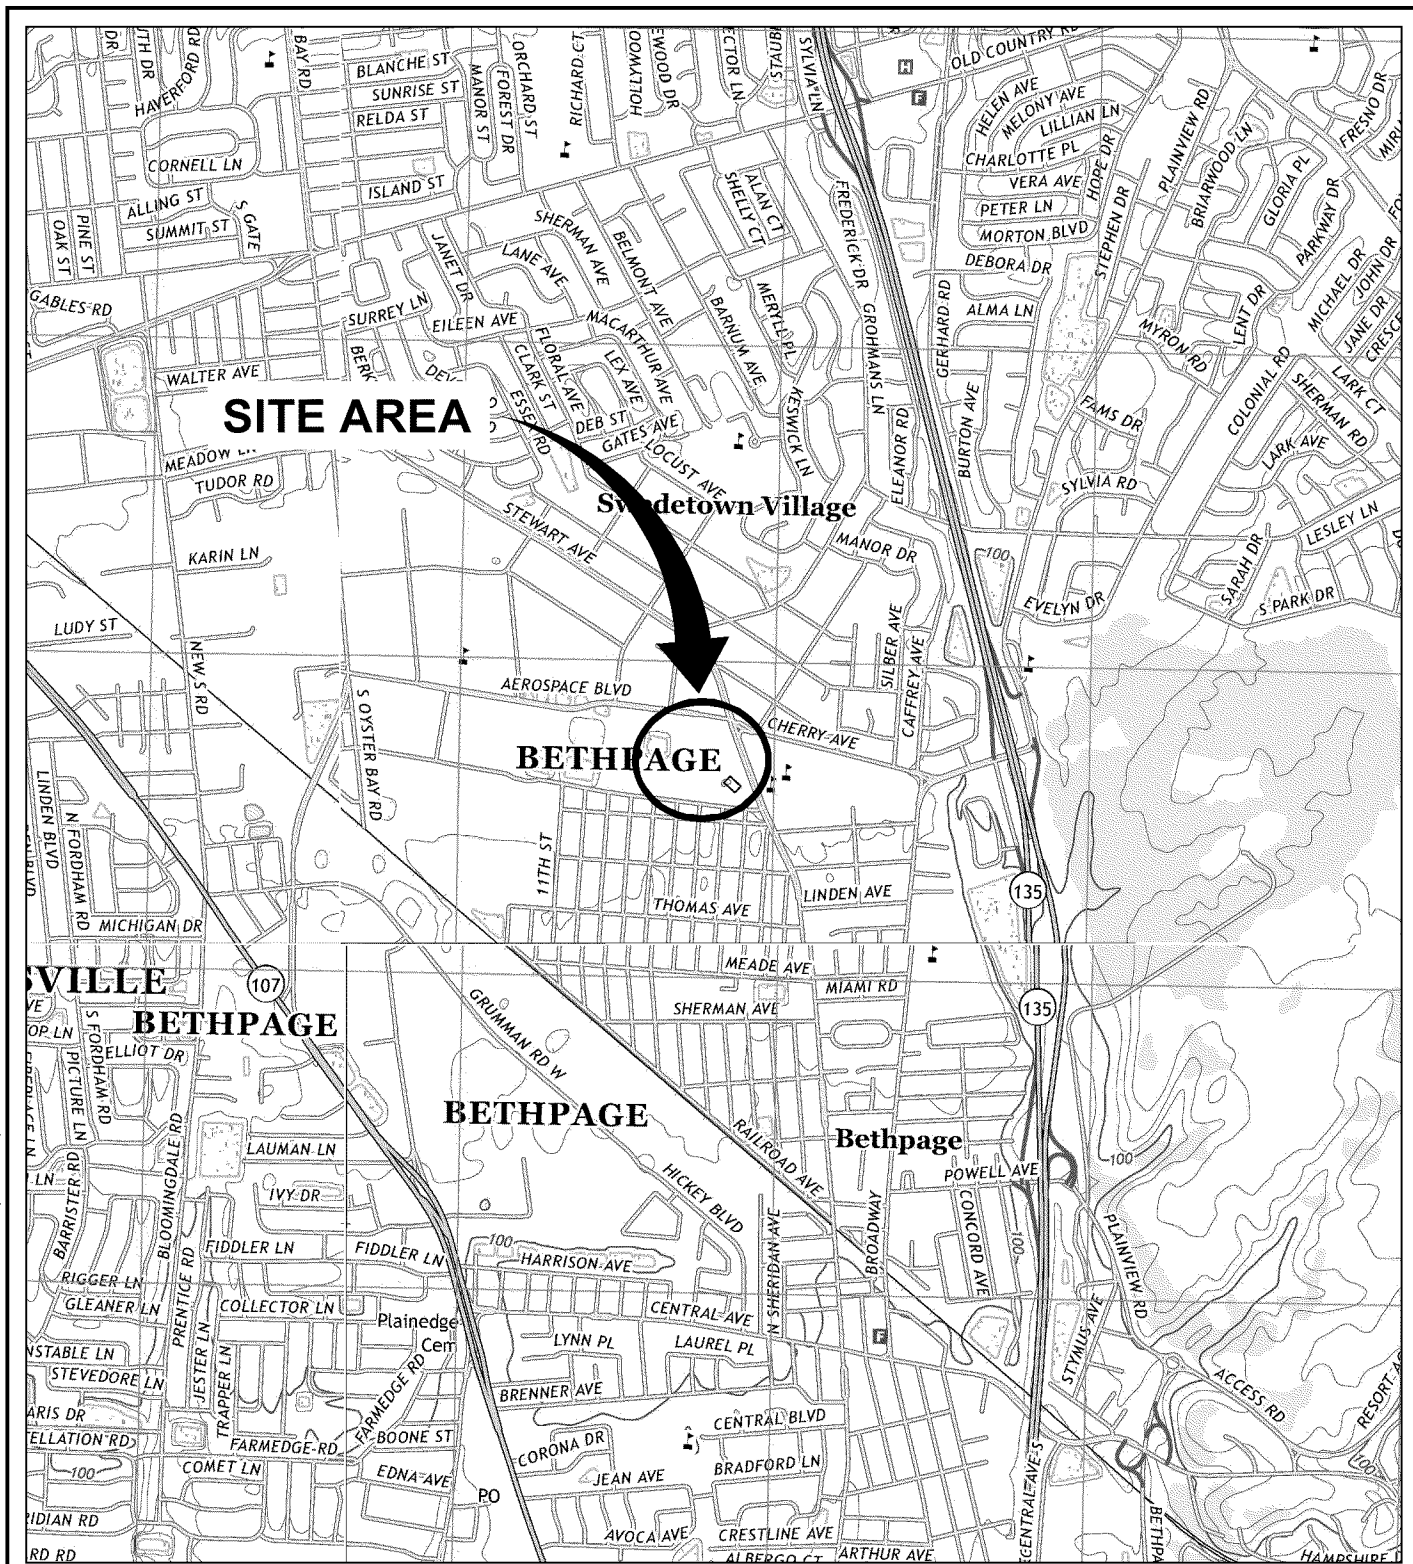 BAY RD
HAVERFORD RD
BLANCHE ST
SUNRISE ST
RELDA ST
MANOR ST
FOREST DR
ORCHARD ST
RICHARD CT
SYLVIA LN
H
F
OLD COUNTRY RD
HELEN AVE
MELONY AVE
LILLIAN LN
CHARLOTTE PL
VERA AVE
PETER LN
MORTON BLVD
DEBORA DR
HOPE DR
STEPHEN DR
PLAINVIEW RD
BRIARWOOD LN
GLORIA PL
PARKWAY DR
FRESNO DR
CORNELL LN
ALLING ST
SUMMIT ST
S GATE
PINE ST
OAK ST
ISLAND ST
GABLES RD
JANET DR
LANE AVE
SHERMAN AVE
BELMONT AVE
ALAN CT
SHELLY CT
FREDERICK DR
MERYLL PL
BARNUM AVE
SURREY LN
EILEEN AVE
MACARTHUR AVE
FLORAL AVE
CLARK ST
LEX AVE
DEB ST
GATES AVE
LOCUST AVE
KESWICK LN
GROHMANS LN
GERHARD RD
ALMA LN
ELEANOR RD
BURTON AVE
MYRON RD
LENT DR
MICHAEL DR
JOHN DR
JANE DR
LARK CT
SHERMAN RD
COLONIAL RD
LARK AVE
FAMS DR
SYLVIA RD
LESLEY LN
SARAH DR
S PARK DR
EVELYN DR
WALTER AVE
SITE AREA
TUDOR RD
KARIN LN
LUDY ST
STEWART AVE
MANOR DR
100
SILBER AVE
CAFFREY AVE
NEW S RD
S OYSTER BAY RD
AEROSPACE BLVD
CHERRY AVE
BETHPAGE
LINDEN BLVD
N FORDHAM RD
11TH ST
THOMAS AVE
LINDEN AVE
135
MICHIGAN DR
107
BETHPAGE
MEADE AVE
MIAMI RD
SHERMAN AVE
135
GRUMMAN RD W
S FORDHAM RD
ELLIOT DR
PICTURE LN
BARRISTER RD
BLOOMINGDALE RD
BETHPAGE
RAILROAD AVE
Bethpage
POWELL AVE
100
LAUMAN LN
IVY DR
HICKEY BLVD
BROADWAY
CONCORD AVE
100
PLAINVIEW RD
FIDDLER LN
FIDDLER LN
100
HARRISON AVE
N SHERIDAN AVE
RIGGER LN
GLEANER LN
PRENTICE RD
COLLECTOR LN
Plainedge
Cem
CENTRAL AVE
LYNN PL
LAUREL PL
F
STYMUS AVE
ACCESS RD
STEVEDORE LN
JESTER LN
TRAPPER LN
FARMEDGE RD
BRENNER AVE
CENTRAL BLVD
FARMEDGE RD
BOONE ST
CORONA DR
100
COMET LN
EDNA AVE
JEAN AVE
BRADFORD LN
100
PO
AVOCA AVE
CRESTLINE AVE
ALBERGO CT
ARTHUR AVE